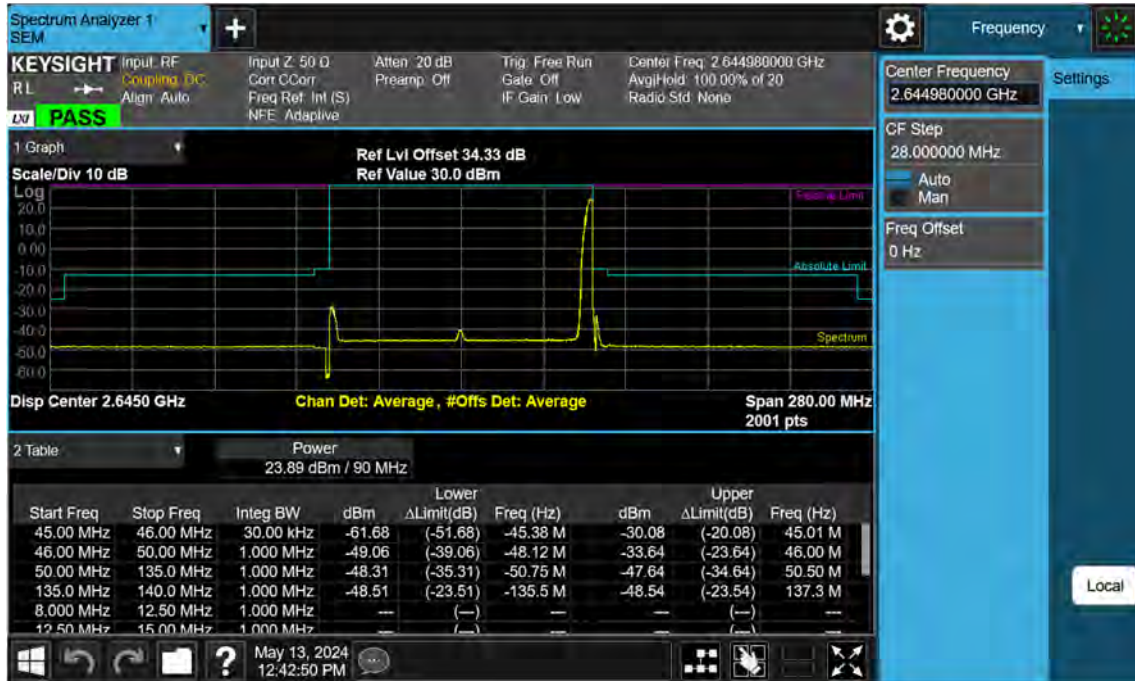 Spectrum Analyzer 1
SEM
+
Frequency
KEYSIGHT
RL
LXI PASS
Input: RF
Coupling: DC
Align: Auto
Input Z: 50 Ω
Corr CCorr
Freq Ref: Int (S)
NFE: Adaptive
Atten: 20 dB
Preamp: Off
Trig: Free Run
Gate: Off
IF Gain: Low
Center Freq: 2.644980000 GHz
Avg|Hold: 100.00% of 20
Radio Std: None
Center Frequency
2.644980000 GHz
Settings
CF Step
28.000000 MHz
Auto
Man
Freq Offset
0 Hz
1 Graph
Scale/Div 10 dB
Ref Lvl Offset 34.33 dB
Ref Value 30.0 dBm
Log
20.0
10.0
0.00
-10.0
-20.0
-30.0
-40.0
-50.0
-60.0
Absolute Limit
Spectrum
Disp Center 2.6450 GHz
Chan Det: Average, #Offs Det: Average
Span 280.00 MHz
2001 pts
2 Table
Power
23.89 dBm / 90 MHz
Lower Upper
Start Freq Stop Freq Integ BW dBm ΔLimit(dB) Freq (Hz) dBm ΔLimit(dB) Freq (Hz)
45.00 MHz 46.00 MHz 30.00 kHz -61.68 (-51.68) -45.38 M -30.08 (-20.08) 45.01 M
46.00 MHz 50.00 MHz 1.000 MHz -49.06 (-39.06) -48.12 M -33.64 (-23.64) 46.00 M
50.00 MHz 135.0 MHz 1.000 MHz -48.31 (-35.31) -50.75 M -47.64 (-34.64) 50.50 M
135.0 MHz 140.0 MHz 1.000 MHz -48.51 (-23.51) -135.5 M -48.54 (-23.54) 137.3 M
8.000 MHz 12.50 MHz 1.000 MHz --- (---) --- --- (---) ---
12.50 MHz 15.00 MHz 1.000 MHz --- (---) --- --- (---) ---
Local
?
May 13, 2024
12:42:50 PM